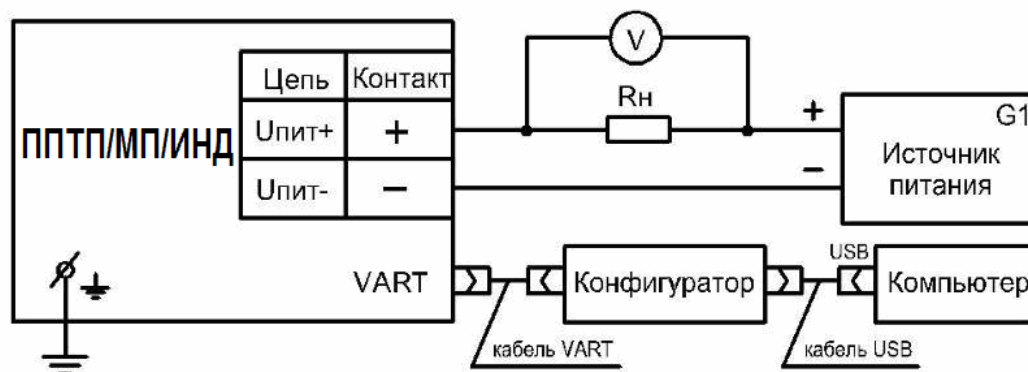 V
Rн
G1
Источник
питания
+
−
ППТП/МП/ИНД
Цепь Контакт
Uпит+ +
Uпит- −
VART
Конфигуратор
USB
Компьютер
кабель VART
кабель USB